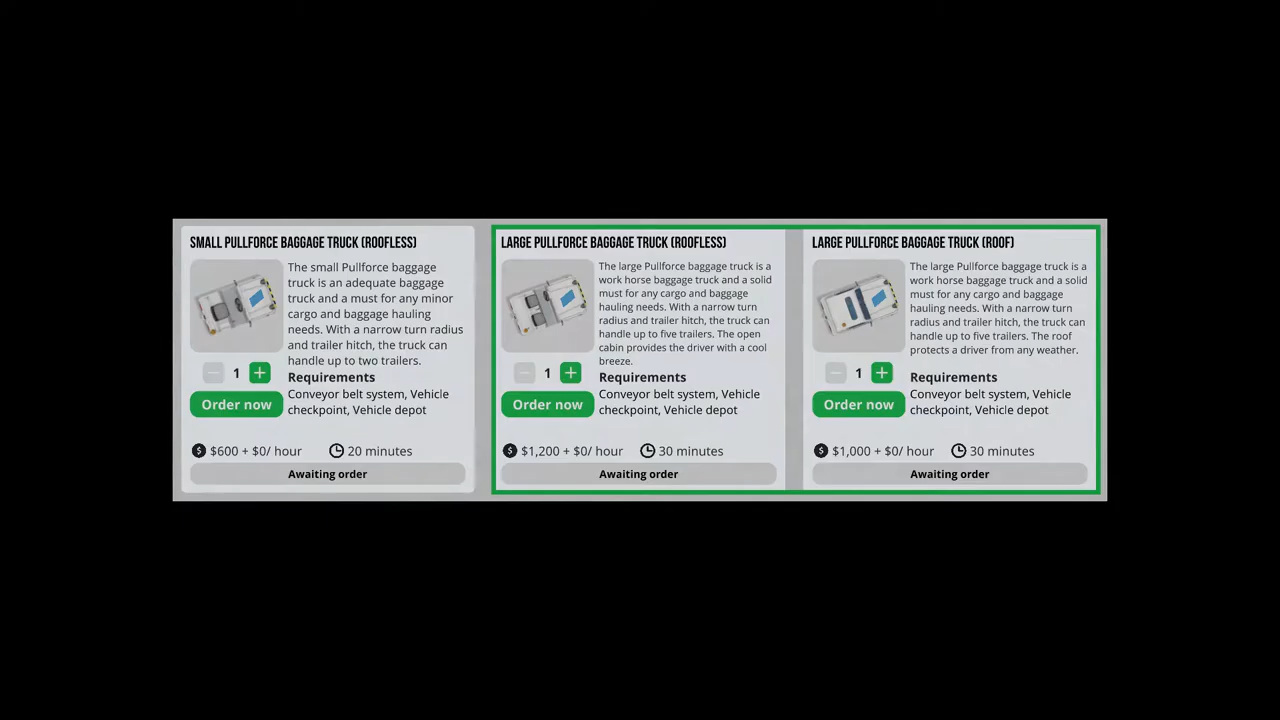 SMALL PULLFORCE BAGGAGE TRUCK (ROOFLESS)
The small Pullforce baggage
truck is an adequate baggage
truck and a must for any minor
cargo and baggage hauling
needs. With a narrow turn radius
and trailer hitch, the truck can
handle up to two trailers.
1
Requirements
Order now
Conveyor belt system, Vehicle
checkpoint, Vehicle depot
$600 + $0/ hour
20 minutes
Awaiting order
LARGE PULLFORCE BAGGAGE TRUCK (ROOFLESS)
The large Pullforce baggage truck is a
work horse baggage truck and a solid
must for any cargo and baggage
hauling needs. With a narrow turn
radius and trailer hitch, the truck can
handle up to five trailers. The open
cabin provides the driver with a cool
breeze.
1
Requirements
Order now
Conveyor belt system, Vehicle
checkpoint, Vehicle depot
$1,200 + $0/ hour
30 minutes
Awaiting order
LARGE PULLFORCE BAGGAGE TRUCK (ROOF)
The large Pullforce baggage truck is a
work horse baggage truck and a solid
must for any cargo and baggage
hauling needs. With a narrow turn
radius and trailer hitch, the truck can
handle up to five trailers. The roof
protects a driver from any weather.
1
Requirements
Order now
Conveyor belt system, Vehicle
checkpoint, Vehicle depot
$1,000 + $0/ hour
30 minutes
Awaiting order